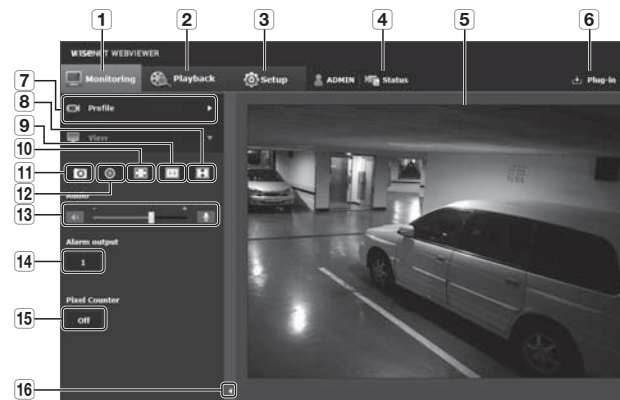 1 2 3 4 5 6
WISENET WEBVIEWER
Monitoring Playback Setup ADMIN Status Plug-in
7 Profile
8
View
9
10
11
12
Audio
13
Alarm output
14 1
Pixel Counter
15 Off
16